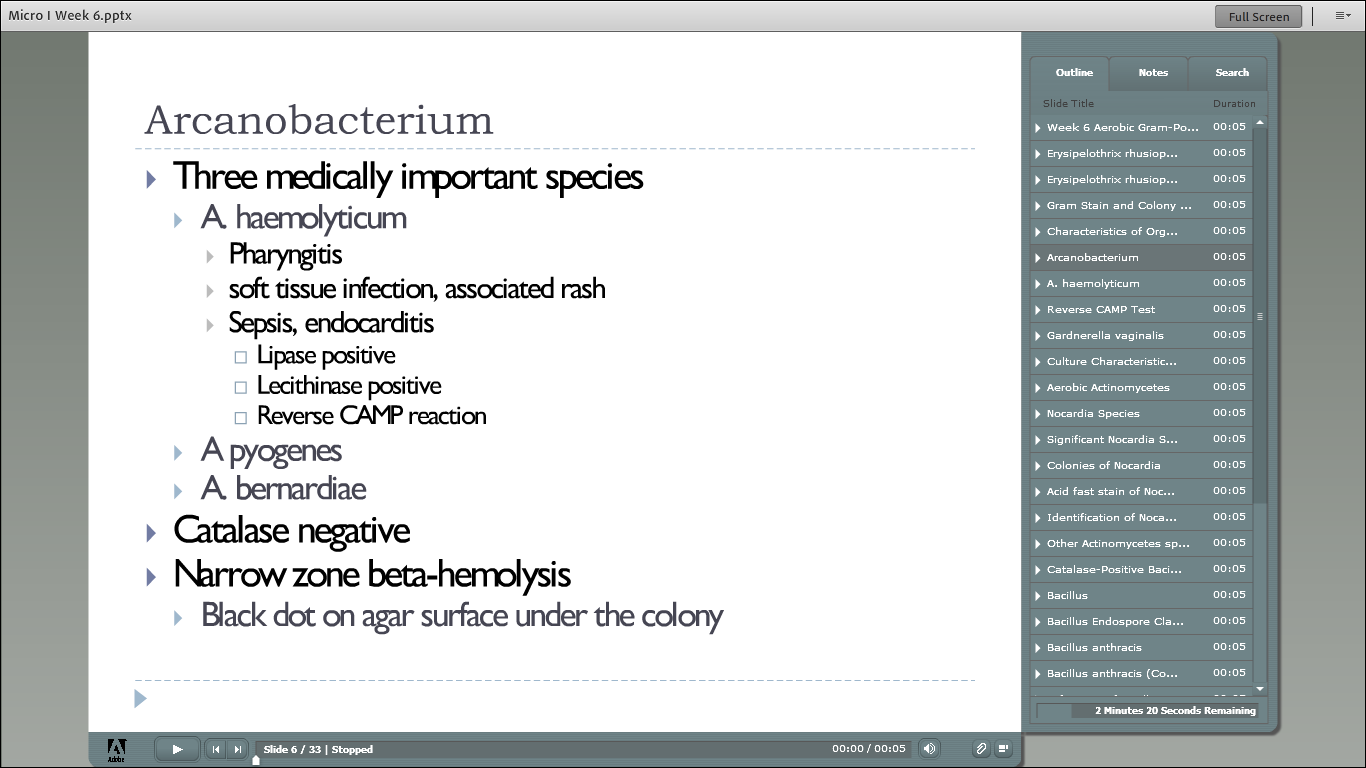 Micro I Week 6.pptx
Full Screen
Arcanobacterium
Three medically important species
A. haemolyticum
Pharyngitis
soft tissue infection, associated rash
Sepsis, endocarditis
Lipase positive
Lecithinase positive
Reverse CAMP reaction
A pyogenes
A. bernardiae
Catalase negative
Narrow zone beta-hemolysis
Black dot on agar surface under the colony
Outline Notes Search
Slide Title Duration
Week 6 Aerobic Gram-Po... 00:05
Erysipelothrix rhusiop... 00:05
Erysipelothrix rhusiop... 00:05
Gram Stain and Colony ... 00:05
Characteristics of Org... 00:05
Arcanobacterium 00:05
A. haemolyticum 00:05
Reverse CAMP Test 00:05
Gardnerella vaginalis 00:05
Culture Characteristic... 00:05
Aerobic Actinomycetes 00:05
Nocardia Species 00:05
Significant Nocardia S... 00:05
Colonies of Nocardia 00:05
Acid fast stain of Noc... 00:05
Identification of Noca... 00:05
Other Actinomycetes sp... 00:05
Catalase-Positive Baci... 00:05
Bacillus 00:05
Bacillus Endospore Cla... 00:05
Bacillus anthracis 00:05
Bacillus anthracis (Co... 00:05
2 Minutes 20 Seconds Remaining
Adobe
Slide 6 / 33 | Stopped
00:00 / 00:05